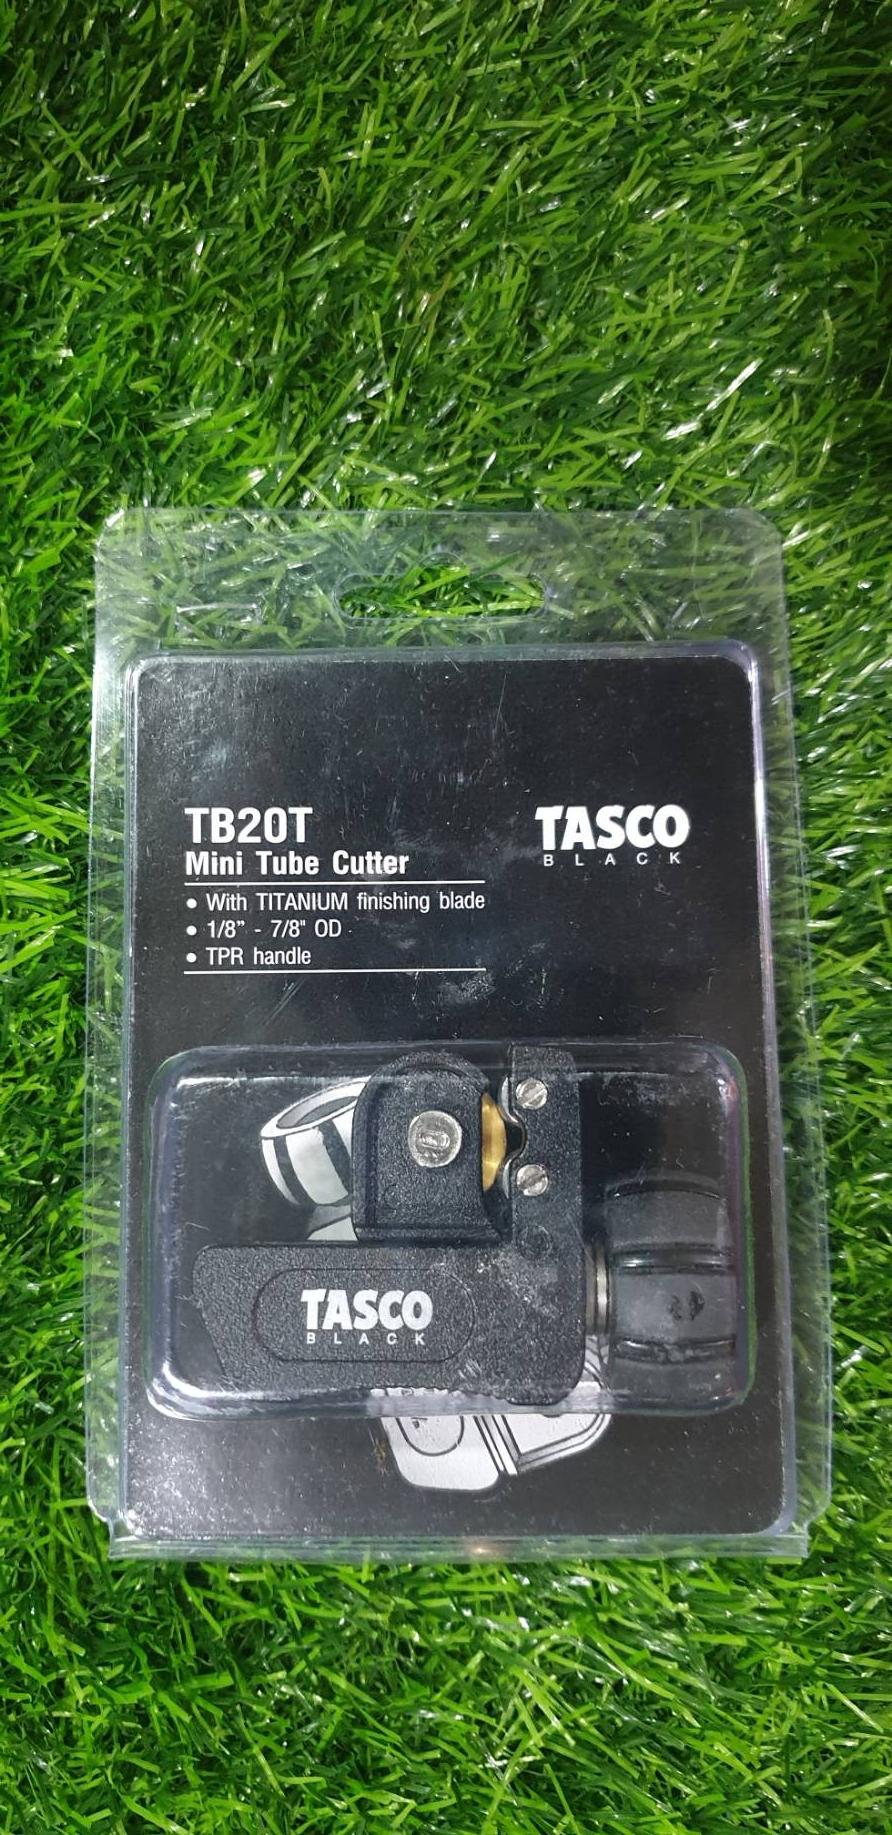 TB20T
Mini Tube Cutter
• With TITANIUM finishing blade
• 1/8” - 7/8" OD
• TPR handle
TASCO
BLACK
TASCO
BLACK